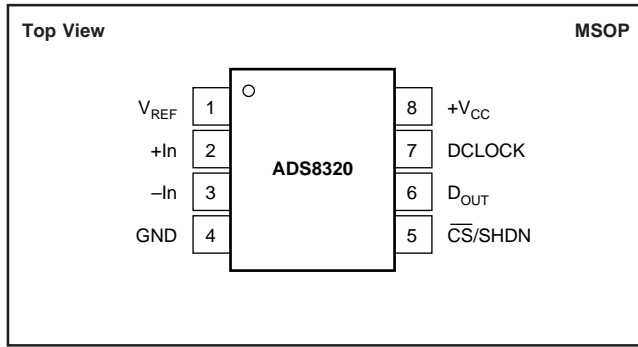 Top View MSOP
V_REF 1 8 +V_CC
+In 2 7 DCLOCK
ADS8320
–In 3 6 D_OUT
GND 4 5 C̅S̅/SHDN